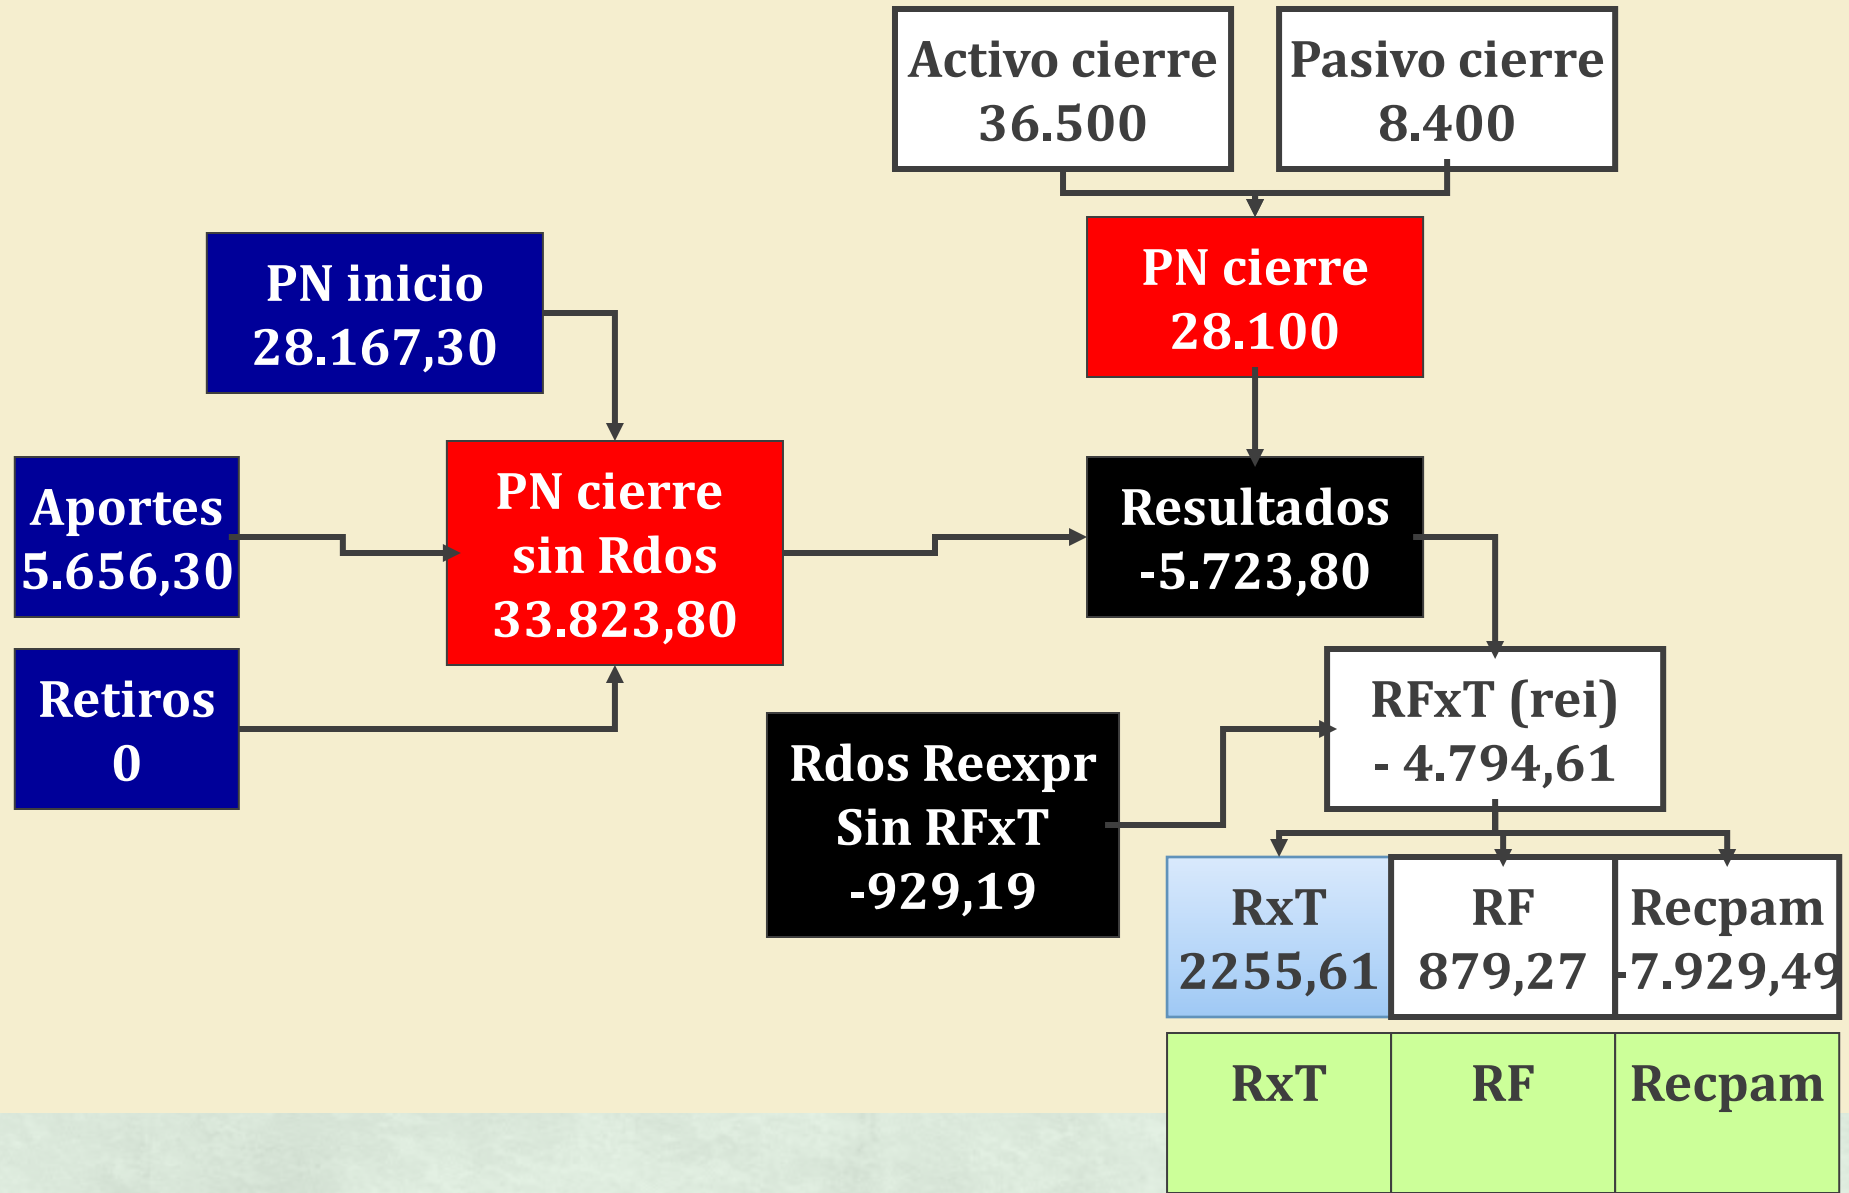 Activo cierre
36.500
Pasivo cierre
8.400
PN inicio
28.167,30
PN cierre
28.100
Aportes
5.656,30
PN cierre
sin Rdos
33.823,80
Resultados
-5.723,80
Retiros
0
Rdos Reexpr
Sin RFxT
-929,19
RFxT (rei)
- 4.794,61
RxT
2255,61
RF
879,27
Recpam
-7.929,49
RxT
RF
Recpam